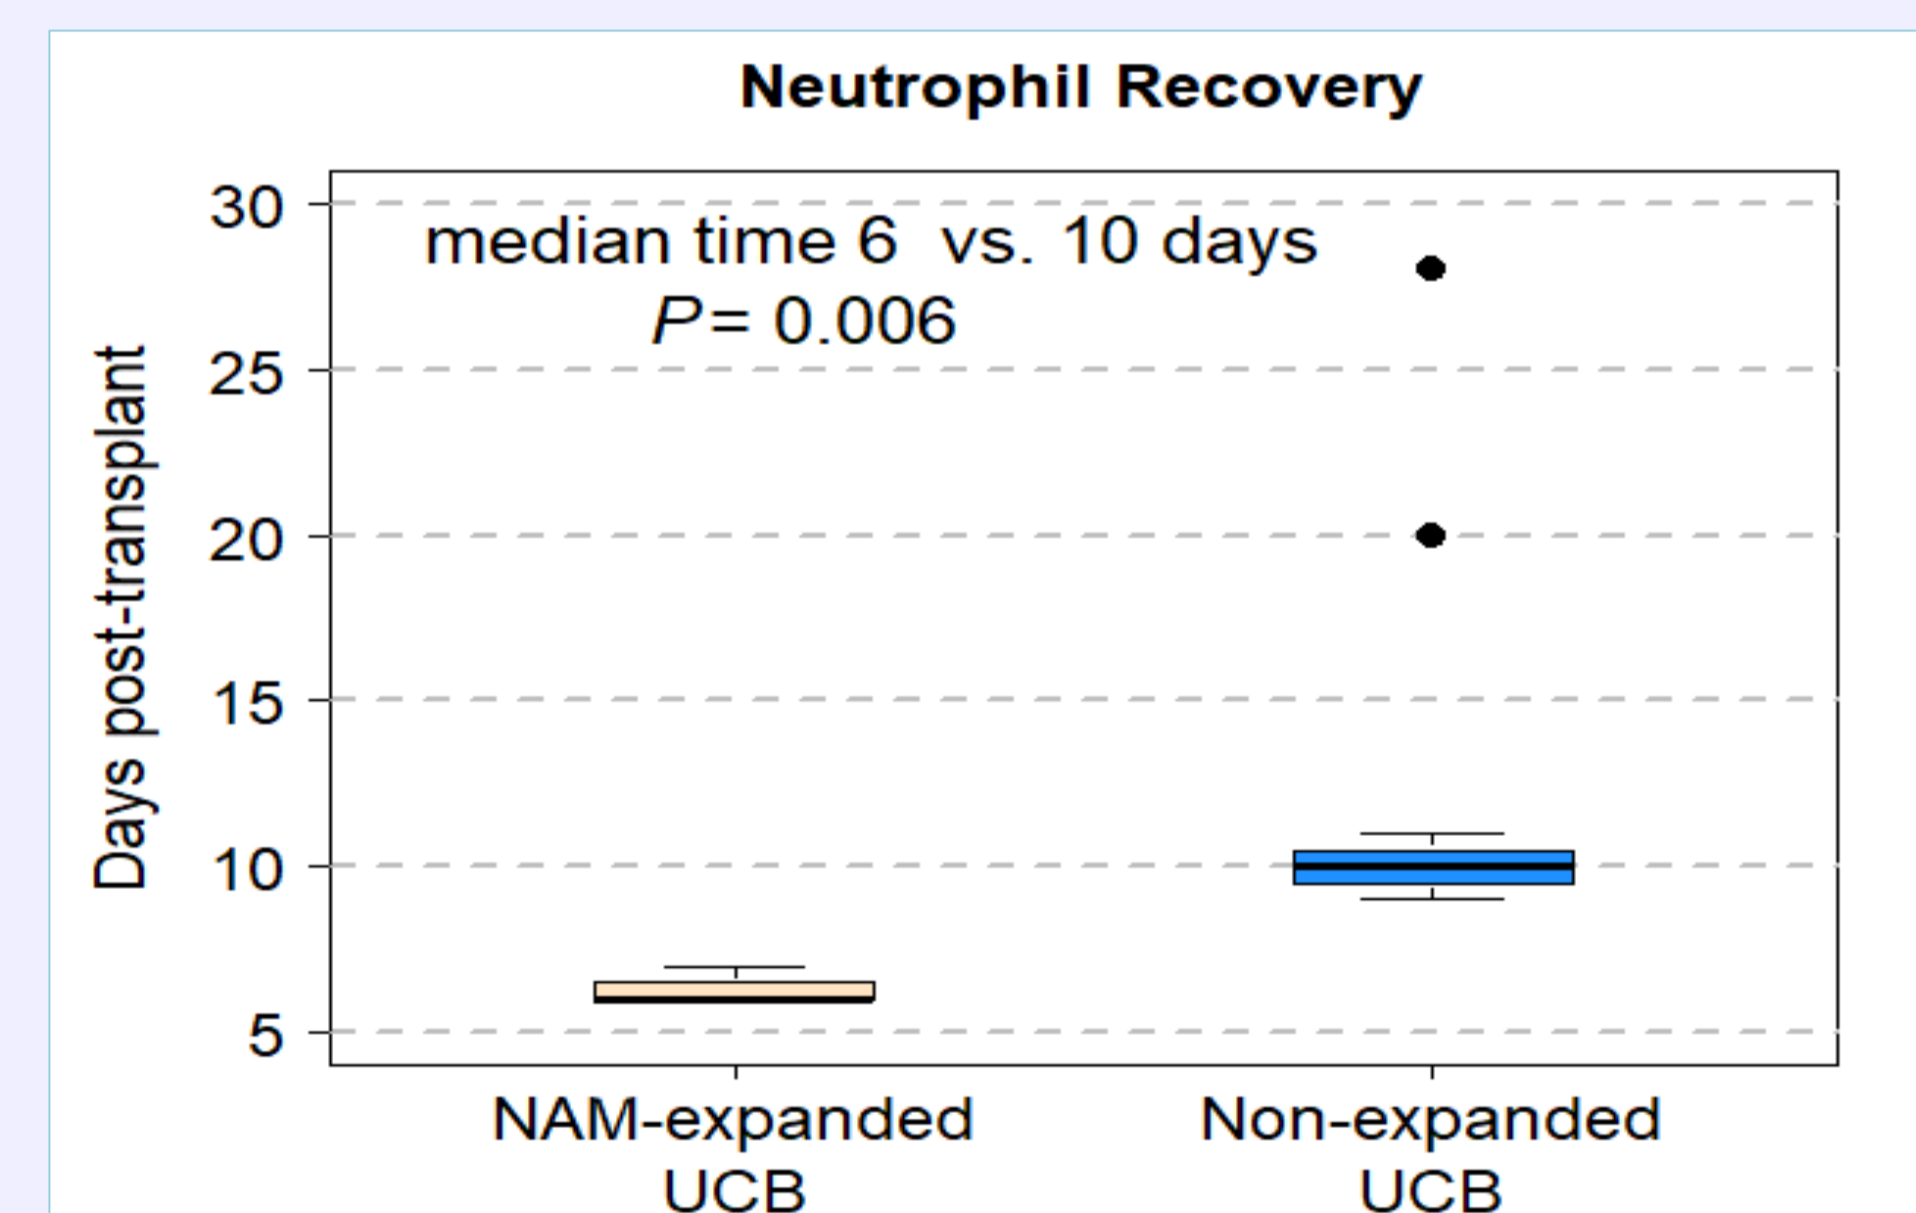 Neutrophil Recovery
median time 6 vs. 10 days
P = 0.006
Days post-transplant
30
25
20
15
10
5
NAM-expanded
UCB
Non-expanded
UCB